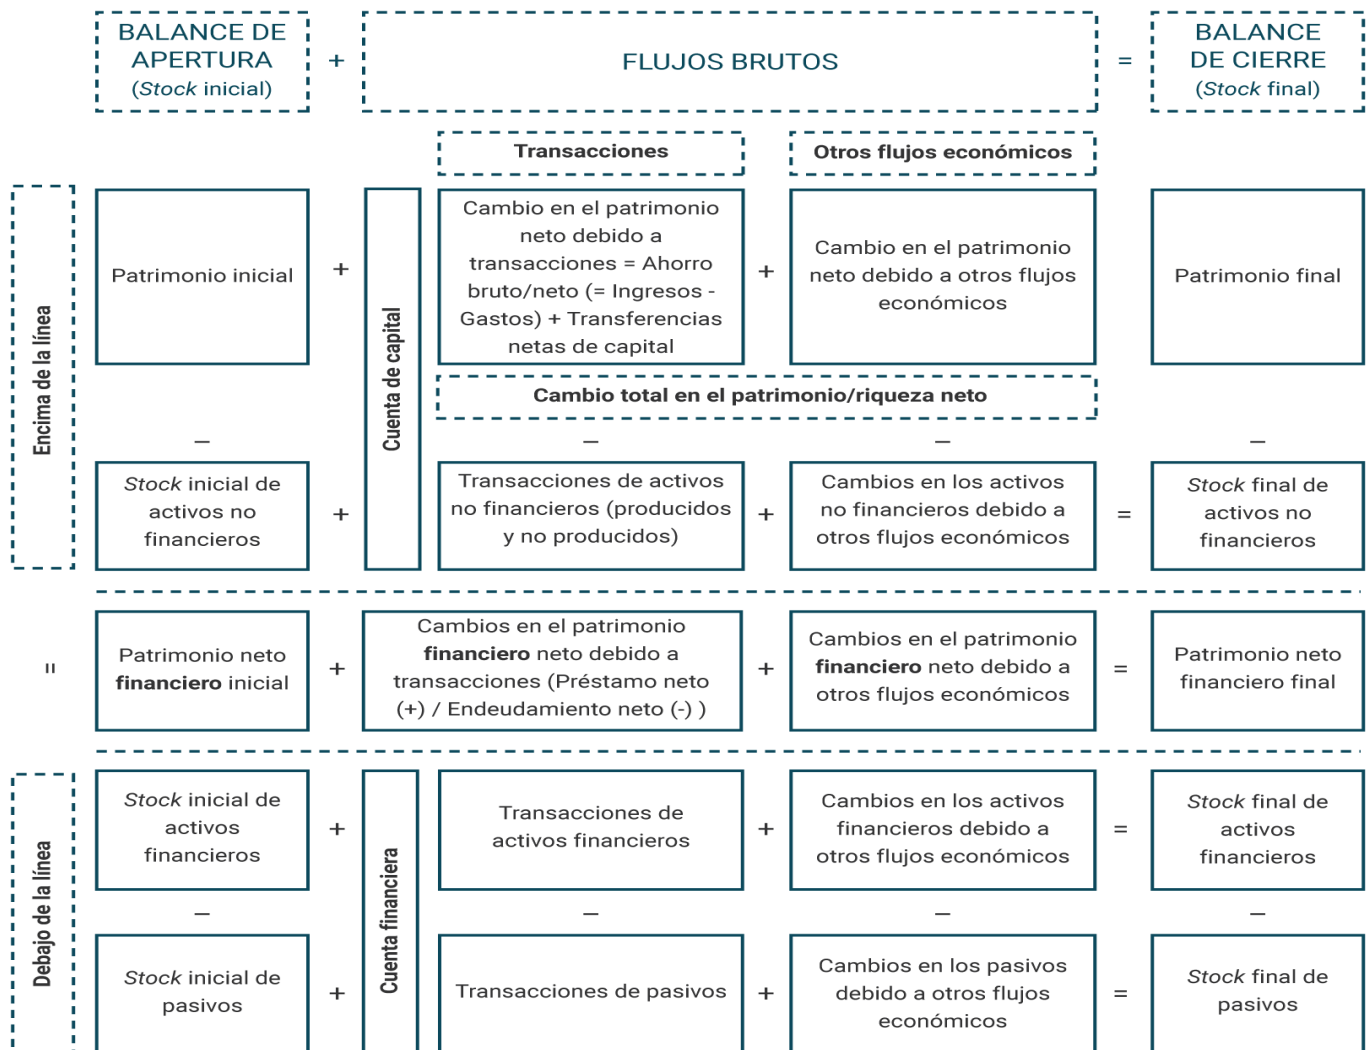 BALANCE DE
APERTURA
(Stock inicial)
+
FLUJOS BRUTOS
=
BALANCE
DE CIERRE
(Stock final)
Transacciones
Otros flujos económicos
Encima de la línea
Patrimonio inicial
+
Cuenta de capital
Cambio en el patrimonio
neto debido a
transacciones = Ahorro
bruto/neto (= Ingresos -
Gastos) + Transferencias
netas de capital
+
Cambio en el patrimonio
neto debido a otros flujos
económicos
Patrimonio final
Cambio total en el patrimonio/riqueza neto
–
–
–
–
Stock inicial de
activos no
financieros
+
Transacciones de activos
no financieros (producidos
y no producidos)
+
Cambios en los activos
no financieros debido a
otros flujos económicos
=
Stock final de
activos no
financieros
=
Patrimonio neto
financiero inicial
+
Cambios en el patrimonio
financiero neto debido a
transacciones (Préstamo neto
(+) / Endeudamiento neto (-) )
+
Cambios en el patrimonio
financiero neto debido a
otros flujos económicos
=
Patrimonio neto
financiero final
Debajo de la línea
Stock inicial de
activos
financieros
+
Cuenta financiera
Transacciones de
activos financieros
+
Cambios en los activos
financieros debido a
otros flujos económicos
=
Stock final de
activos
financieros
–
–
–
–
Stock inicial de
pasivos
+
Transacciones de pasivos
+
Cambios en los pasivos
debido a otros flujos
económicos
=
Stock final de
pasivos